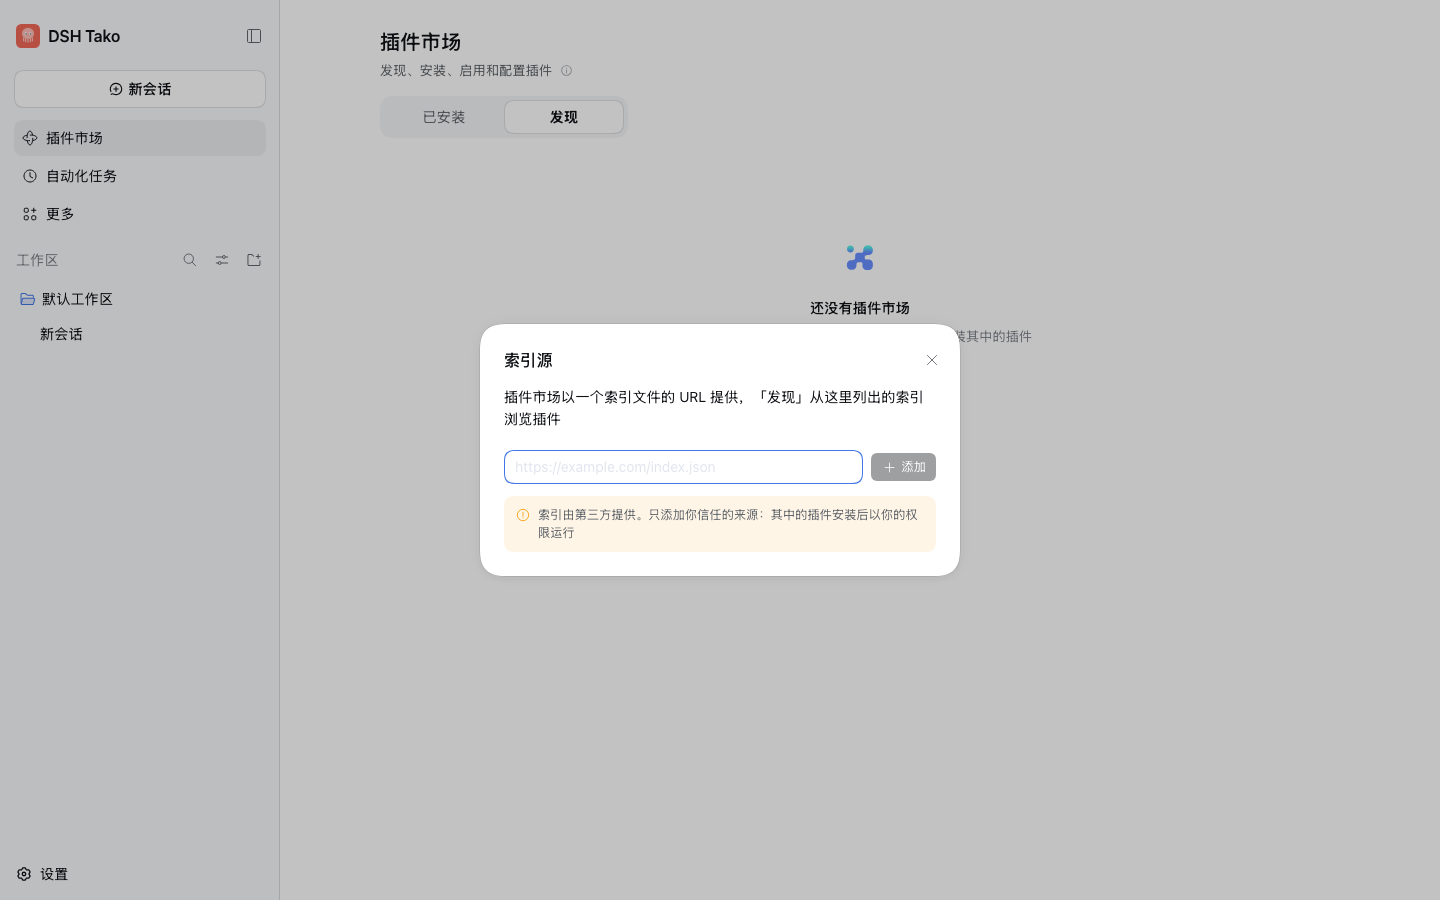 DSH Tako
新会话
插件市场
自动化任务
更多
工作区
默认工作区
新会话
设置
插件市场
发现、安装、启用和配置插件
已安装
发现
还没有插件市场
装其中的插件
索引源
插件市场以一个索引文件的 URL 提供，「发现」从这里列出的索引
浏览插件
https://example.com/index.json
添加
索引由第三方提供。只添加你信任的来源：其中的插件安装后以你的权
限运行